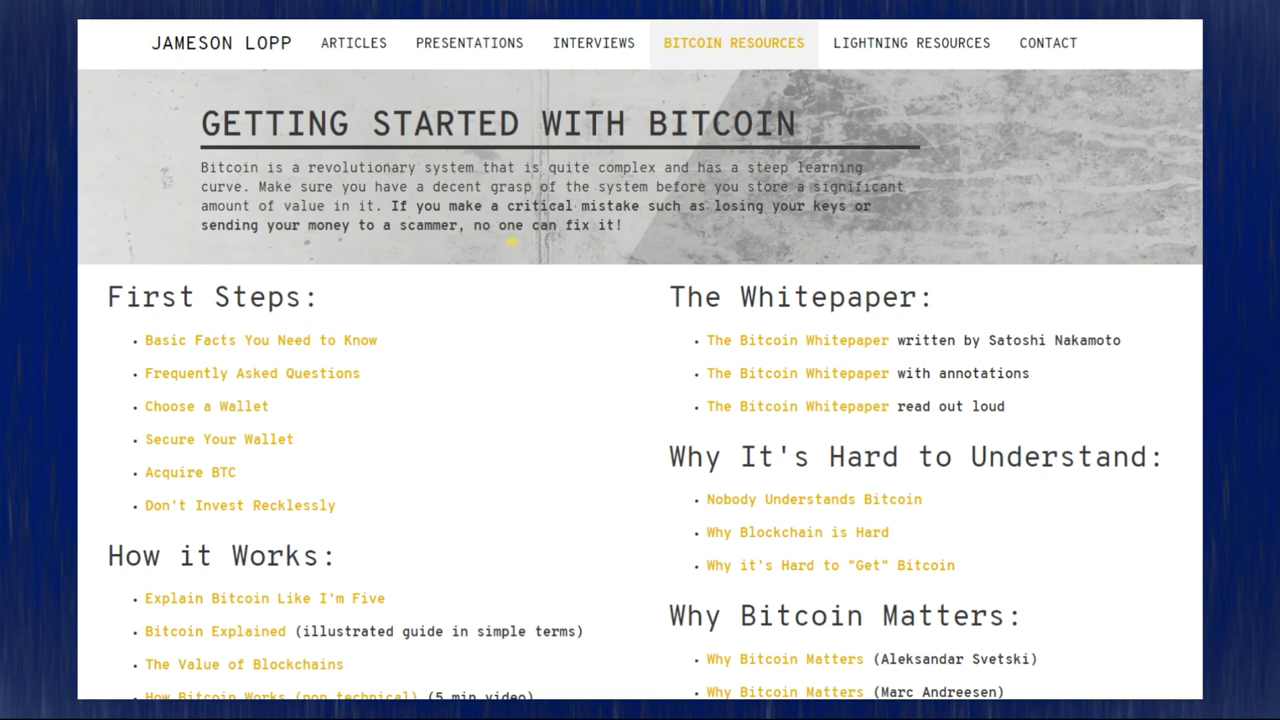 JAMESON LOPP ARTICLES PRESENTATIONS INTERVIEWS BITCOIN RESOURCES LIGHTNING RESOURCES CONTACT
GETTING STARTED WITH BITCOIN
Bitcoin is a revolutionary system that is quite complex and has a steep learning
curve. Make sure you have a decent grasp of the system before you store a significant
amount of value in it. If you make a critical mistake such as losing your keys or
sending your money to a scammer, no one can fix it!
First Steps:
• Basic Facts You Need to Know
• Frequently Asked Questions
• Choose a Wallet
• Secure Your Wallet
• Acquire BTC
• Don't Invest Recklessly
How it Works:
• Explain Bitcoin Like I'm Five
• Bitcoin Explained (illustrated guide in simple terms)
• The Value of Blockchains
• How Bitcoin Works (non technical) (5 min video)
The Whitepaper:
• The Bitcoin Whitepaper written by Satoshi Nakamoto
• The Bitcoin Whitepaper with annotations
• The Bitcoin Whitepaper read out loud
Why It's Hard to Understand:
• Nobody Understands Bitcoin
• Why Blockchain is Hard
• Why it's Hard to "Get" Bitcoin
Why Bitcoin Matters:
• Why Bitcoin Matters (Aleksandar Svetski)
• Why Bitcoin Matters (Marc Andreesen)